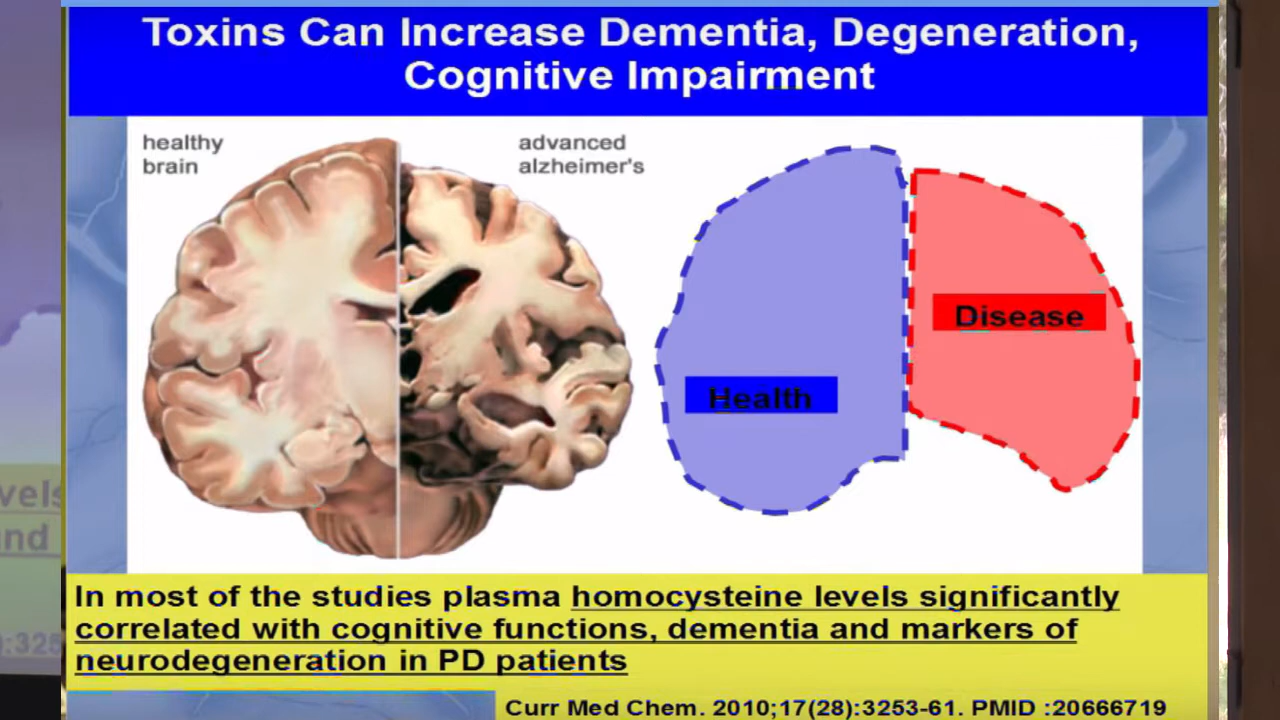 Toxins Can Increase Dementia, Degeneration,
Cognitive Impairment
healthy
brain
advanced
alzheimer's
Disease
Health
In most of the studies plasma homocysteine levels significantly
correlated with cognitive functions, dementia and markers of
neurodegeneration in PD patients
Curr Med Chem. 2010;17(28):3253-61. PMID :20666719